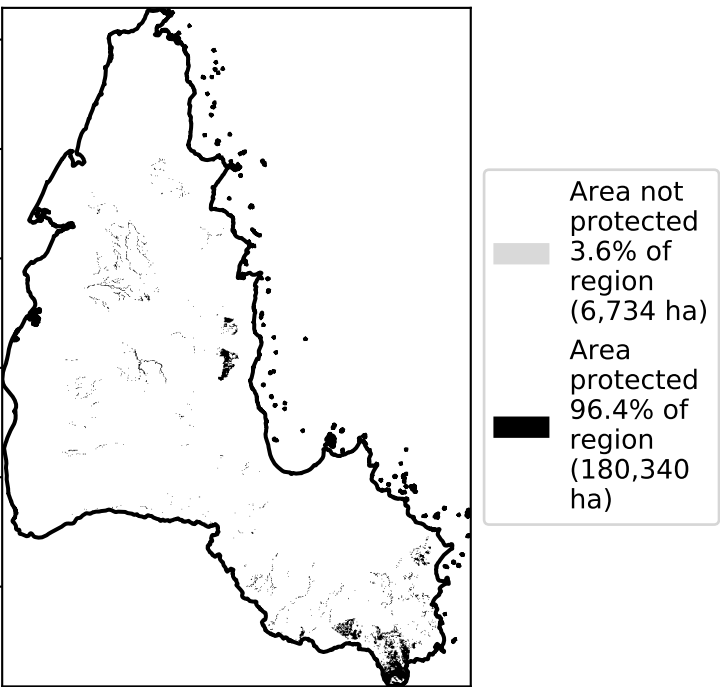 Area not
protected
3.6% of
region
(6,734 ha)
Area
protected
96.4% of
region
(180,340
ha)